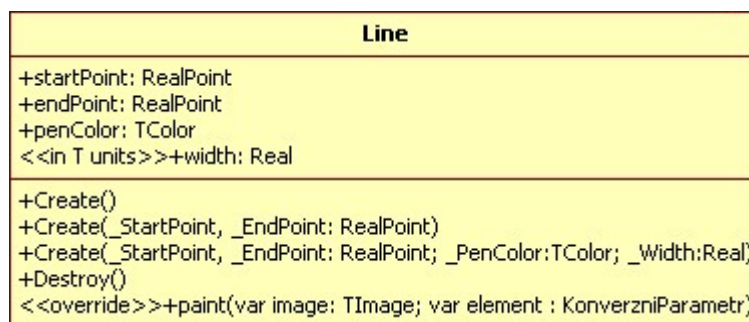 Line
+startPoint: RealPoint
+endPoint: RealPoint
+penColor: TColor
<<in T units>>+width: Real
+Create()
+Create(_StartPoint, _EndPoint: RealPoint)
+Create(_StartPoint, _EndPoint: RealPoint; _PenColor:TColor; _Width:Real)
+Destroy()
<<override>>+paint(var image: TImage; var element : KonverzniParametr)